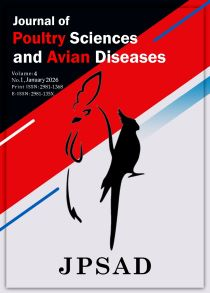 Journal of
Poultry Sciences
and Avian Diseases
Volume: 4
No.1, January 2026
Print ISSN: 2981-1368
E-ISSN: 2981-135X
JPSAD